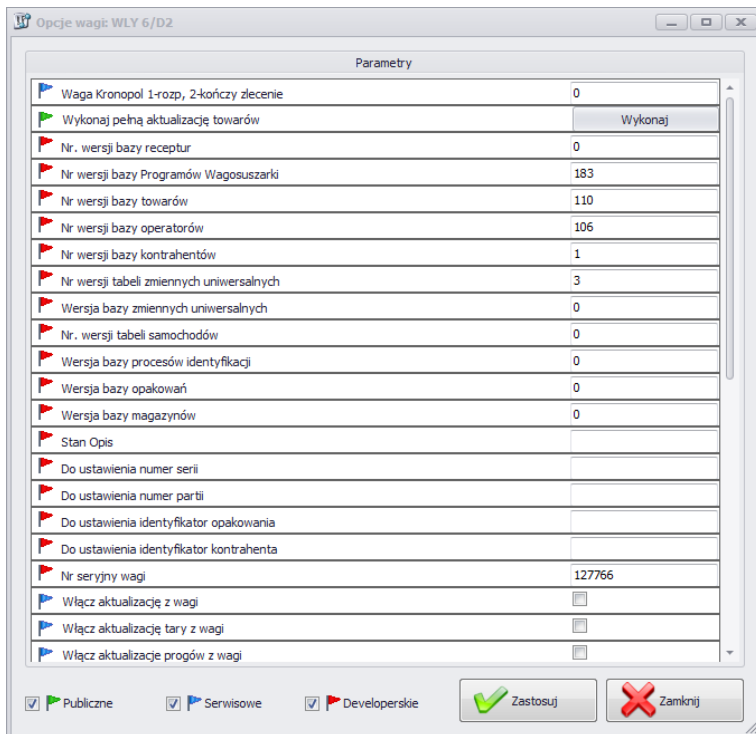 Opcje wagi: WLY 6/D2
Parametry
Waga Kronopol 1-rozp, 2-kończy zlecenie 0
Wykonaj pełną aktualizację towarów Wykonaj
Nr. wersji bazy receptur 0
Nr wersji bazy Programów Wagosuszarki 183
Nr wersji bazy towarów 110
Nr wersji bazy operatorów 106
Nr wersji bazy kontrahentów 1
Nr wersji tabeli zmiennych uniwersalnych 3
Wersja bazy zmiennych uniwersalnych 0
Nr. wersji tabeli samochodów 0
Wersja bazy procesów identyfikacji 0
Wersja bazy opakowań 0
Wersja bazy magazynów 0
Stan Opis
Do ustawienia numer serii
Do ustawienia numer partii
Do ustawienia identyfikator opakowania
Do ustawienia identyfikator kontrahenta
Nr seryjny wagi 127766
Włącz aktualizację z wagi
Włącz aktualizację tary z wagi
Włącz aktualizacje progów z wagi
Publiczne Serwisowe Developerskie Zastosuj Zamknij